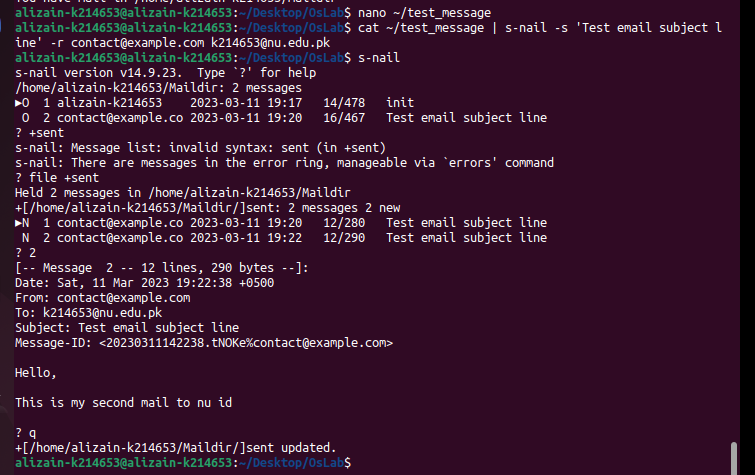 alizain-k214653@alizain-k214653:~/Desktop/OsLab$ nano ~/test_message
alizain-k214653@alizain-k214653:~/Desktop/OsLab$ cat ~/test_message | s-nail -s 'Test email subject l
ine' -r contact@example.com k214653@nu.edu.pk
alizain-k214653@alizain-k214653:~/Desktop/OsLab$ s-nail
s-nail version v14.9.23.  Type `?' for help
/home/alizain-k214653/Maildir: 2 messages
▸O  1 alizain-k214653    2023-03-11 19:17   14/478   init
 O  2 contact@example.co 2023-03-11 19:20   16/467   Test email subject line
? +sent
s-nail: Message list: invalid syntax: sent (in +sent)
s-nail: There are messages in the error ring, manageable via `errors' command
? file +sent
Held 2 messages in /home/alizain-k214653/Maildir
+[/home/alizain-k214653/Maildir/]sent: 2 messages 2 new
▸N  1 contact@example.co 2023-03-11 19:20   12/280   Test email subject line
 N  2 contact@example.co 2023-03-11 19:22   12/290   Test email subject line
? 2
[-- Message  2 -- 12 lines, 290 bytes --]:
Date: Sat, 11 Mar 2023 19:22:38 +0500
From: contact@example.com
To: k214653@nu.edu.pk
Subject: Test email subject line
Message-ID: <20230311142238.tNOKe%contact@example.com>
Hello,
This is my second mail to nu id
? q
+[/home/alizain-k214653/Maildir/]sent updated.
alizain-k214653@alizain-k214653:~/Desktop/OsLab$